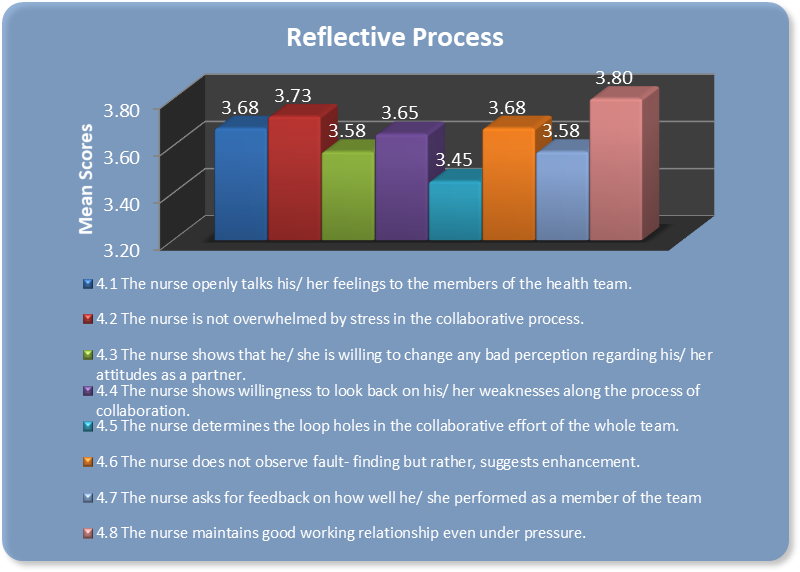 Reflective Process
3.80
3.60
3.40
3.20
Mean Scores
3.68
3.73
3.58
3.65
3.45
3.68
3.58
3.80
4.1 The nurse openly talks his/ her feelings to the members of the health team.
4.2 The nurse is not overwhelmed by stress in the collaborative process.
4.3 The nurse shows that he/ she is willing to change any bad perception regarding his/ her
attitudes as a partner.
4.4 The nurse shows willingness to look back on his/ her weaknesses along the process of
collaboration.
4.5 The nurse determines the loop holes in the collaborative effort of the whole team.
4.6 The nurse does not observe fault- finding but rather, suggests enhancement.
4.7 The nurse asks for feedback on how well he/ she performed as a member of the team
4.8 The nurse maintains good working relationship even under pressure.